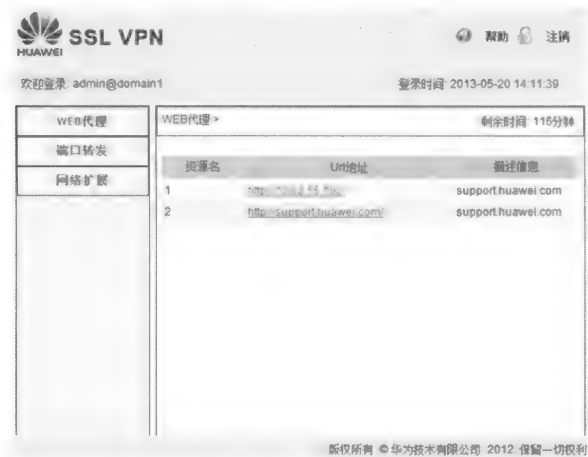 HUAWEI
SSL VPN
帮助 注销
欢迎登录: admin@domain1
登录时间: 2013-05-20 14:11:39
WEB代理
端口转发
网络扩展
WEB代理 >
剩余时间: 116分钟
资源名 Url地址 描述信息
1 support.huawei.com
2 http://support.huawei.com/ support.huawei.com
版权所有 © 华为技术有限公司 2012. 保留一切权利